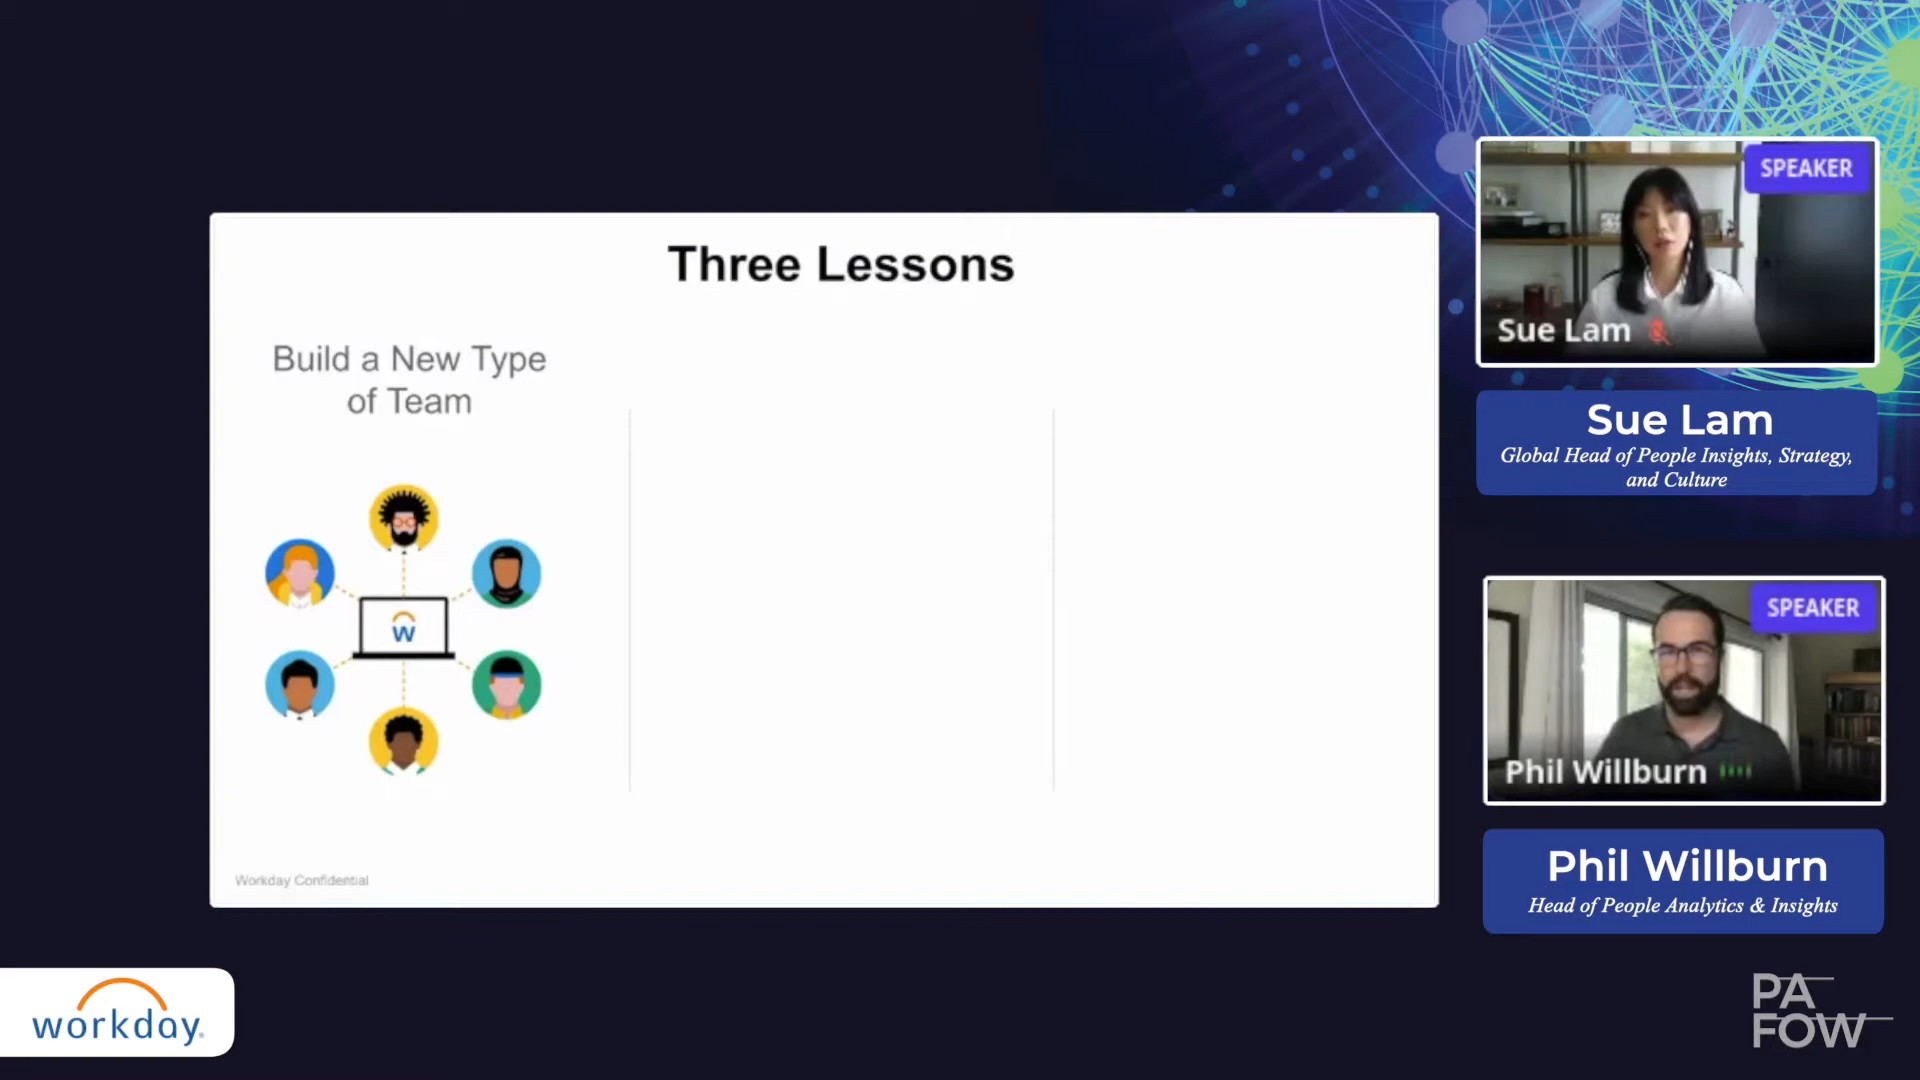 Three Lessons
Build a New Type
of Team
W
Workday Confidential
SPEAKER
Sue Lam
Sue Lam
Global Head of People Insights, Strategy,
and Culture
SPEAKER
Phil Willburn
Phil Willburn
Head of People Analytics & Insights
workday.
PA
FOW